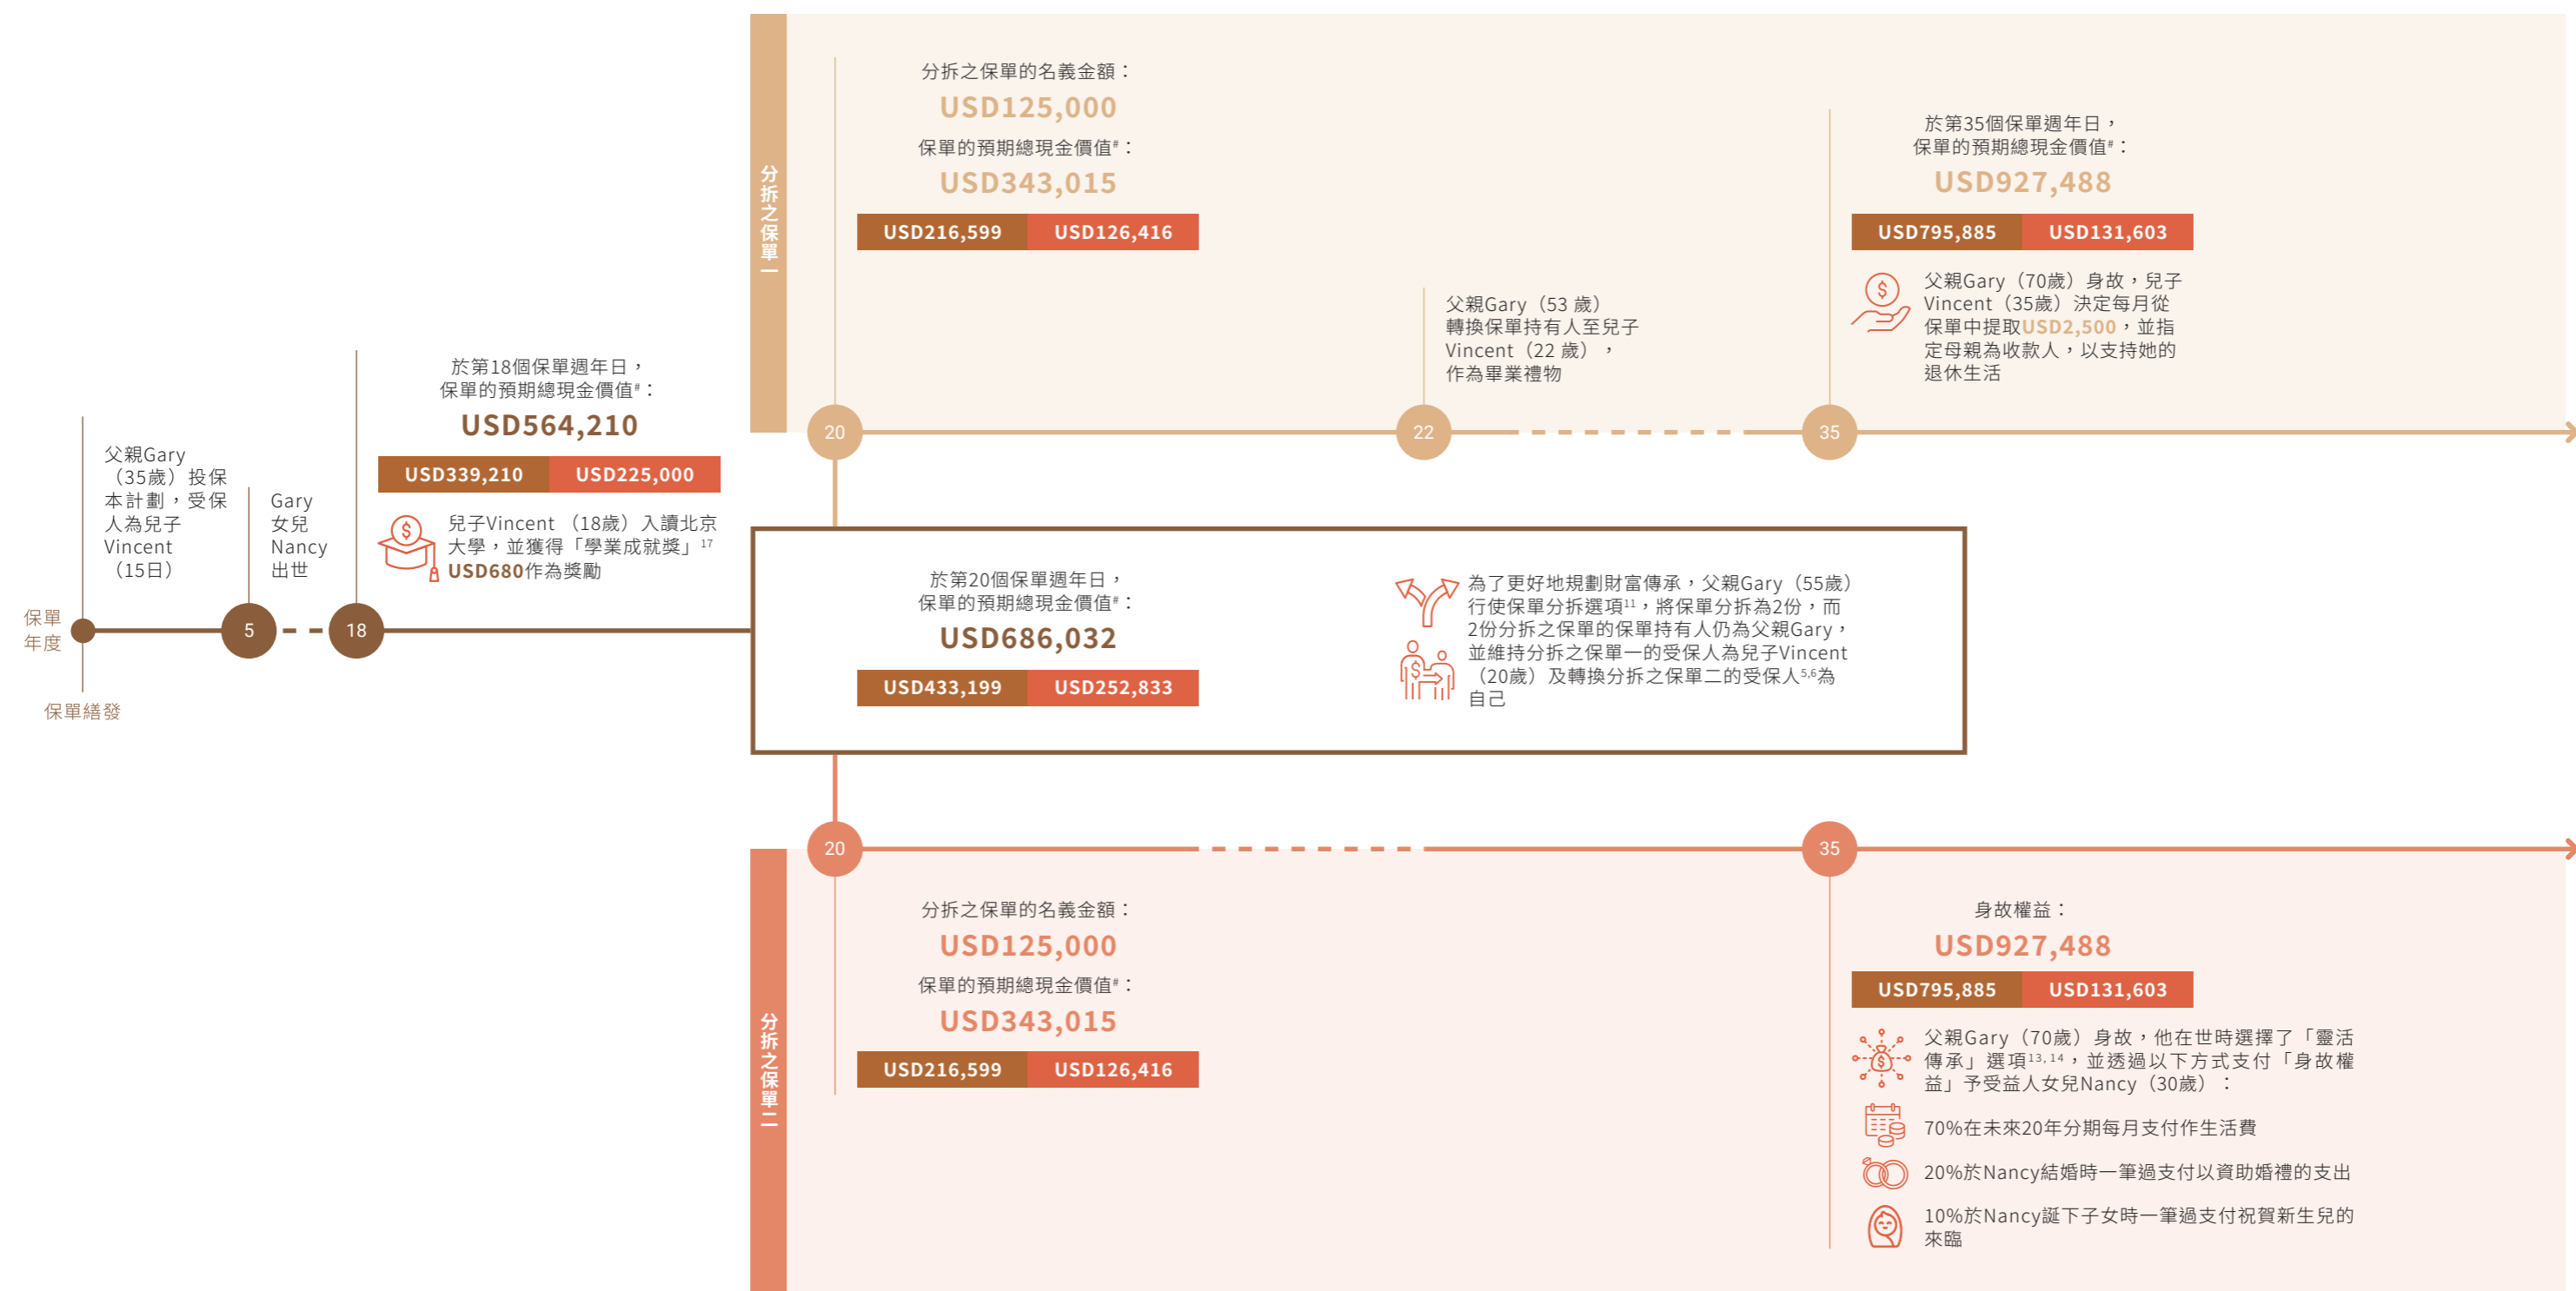 保單
年度
保單繕發
父親Gary
（35歲）投保
本計劃，受保
人為兒子
Vincent
（15日）
5
Gary
女兒
Nancy
出世
18
於第18個保單週年日，
保單的預期總現金價值#：
USD564,210
USD339,210 USD225,000
兒子Vincent （18歲）入讀北京
大學，並獲得「學業成就獎」17
USD680作為獎勵
分拆之保單一
分拆之保單的名義金額：
USD125,000
保單的預期總現金價值#：
USD343,015
USD216,599 USD126,416
20
父親Gary（53 歲）
轉換保單持有人至兒子
Vincent（22 歲），
作為畢業禮物
22
於第35個保單週年日，
保單的預期總現金價值#：
USD927,488
USD795,885 USD131,603
父親Gary（70歲）身故，兒子
Vincent（35歲）決定每月從
保單中提取USD2,500，並指
定母親為收款人，以支持她的
退休生活
35
於第20個保單週年日，
保單的預期總現金價值#：
USD686,032
USD433,199 USD252,833
為了更好地規劃財富傳承，父親Gary（55歲）
行使保單分拆選項11，將保單分拆為2份，而
2份分拆之保單的保單持有人仍為父親Gary，
並維持分拆之保單一的受保人為兒子Vincent
（20歲）及轉換分拆之保單二的受保人5,6為
自己
分拆之保單二
20
分拆之保單的名義金額：
USD125,000
保單的預期總現金價值#：
USD343,015
USD216,599 USD126,416
35
身故權益：
USD927,488
USD795,885 USD131,603
父親Gary（70歲）身故，他在世時選擇了「靈活
傳承」選項13, 14，並透過以下方式支付「身故權
益」予受益人女兒Nancy（30歲）：
70%在未來20年分期每月支付作生活費
20%於Nancy結婚時一筆過支付以資助婚禮的支出
10%於Nancy誕下子女時一筆過支付祝賀新生兒的
來臨